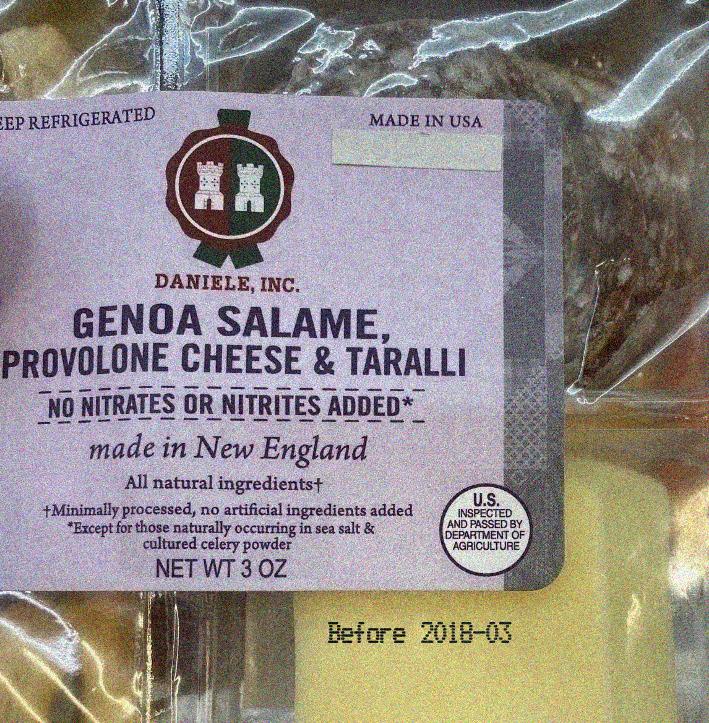 EEP REFRIGERATED
MADE IN USA
DANIELE, INC.
GENOA SALAME,
PROVOLONE CHEESE & TARALLI
NO NITRATES OR NITRITES ADDED*
made in New England
All natural ingredients†
†Minimally processed, no artificial ingredients added
*Except for those naturally occurring in sea salt &
cultured celery powder
NET WT 3 OZ
U.S.
INSPECTED
AND PASSED BY
DEPARTMENT OF
AGRICULTURE
Before 2018-03